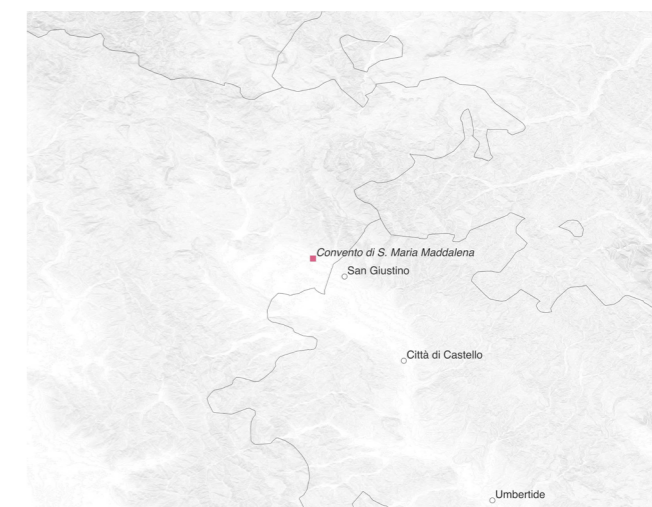 Convento di S. Maria Maddalena
San Giustino
Città di Castello
Umbertide